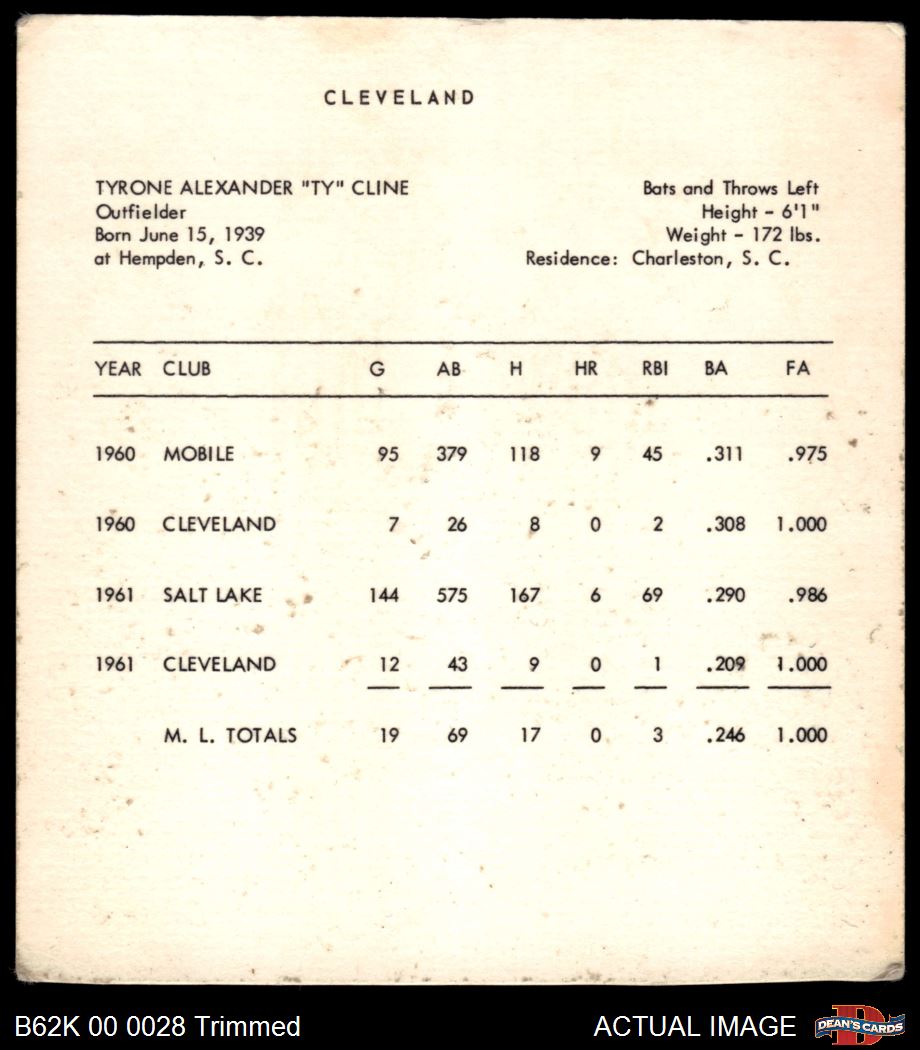 CLEVELAND
TYRONE ALEXANDER "TY" CLINE
Outfielder
Born June 15, 1939
at Hempden, S. C.
Bats and Throws Left
Height - 6'1"
Weight - 172 lbs.
Residence: Charleston, S. C.
YEAR CLUB G AB H HR RBI BA FA
1960 MOBILE 95 379 118 9 45 .311 .975
1960 CLEVELAND 7 26 8 0 2 .308 1.000
1961 SALT LAKE 144 575 167 6 69 .290 .986
1961 CLEVELAND 12 43 9 0 1 .209 1.000
M. L. TOTALS 19 69 17 0 3 .246 1.000
B62K 00 0028 Trimmed
ACTUAL IMAGE
D
DEAN'S CARDS